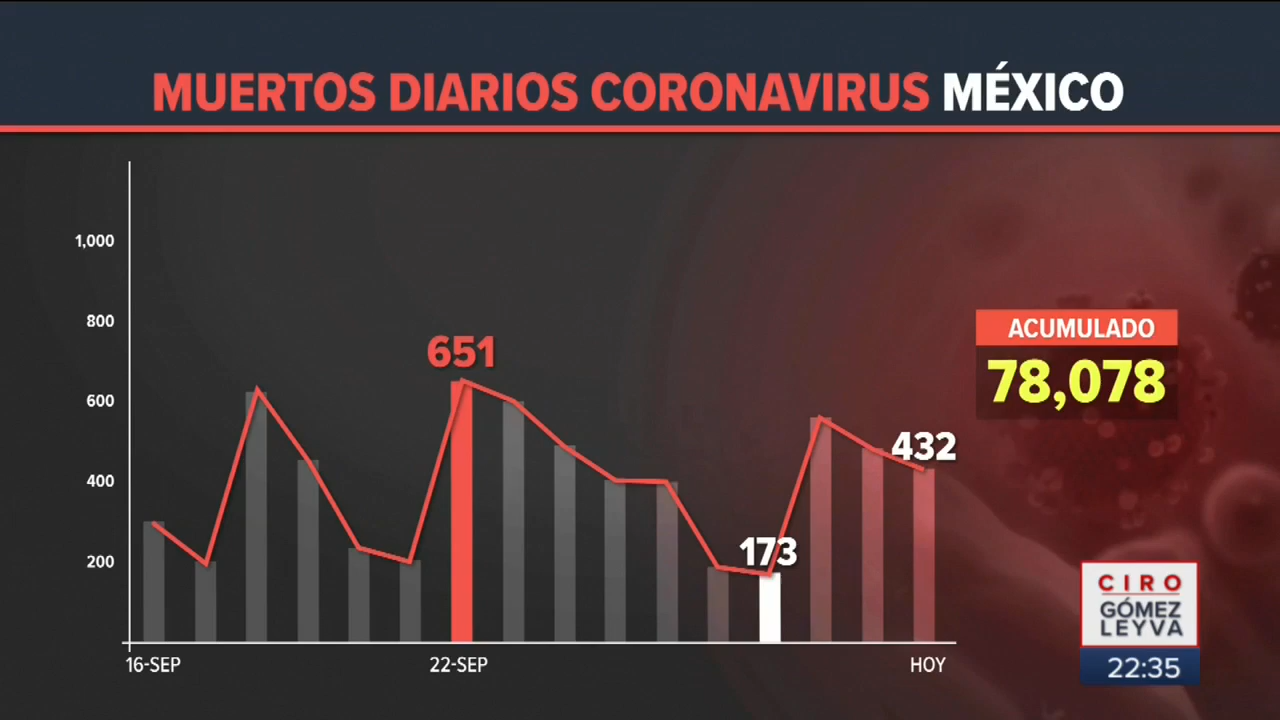 MUERTOS DIARIOS CORONAVIRUS MÉXICO
1,000
800
600
400
200
651
173
432
16-SEP
22-SEP
HOY
ACUMULADO
78,078
CIRO
GÓMEZ
LEYVA
22:35